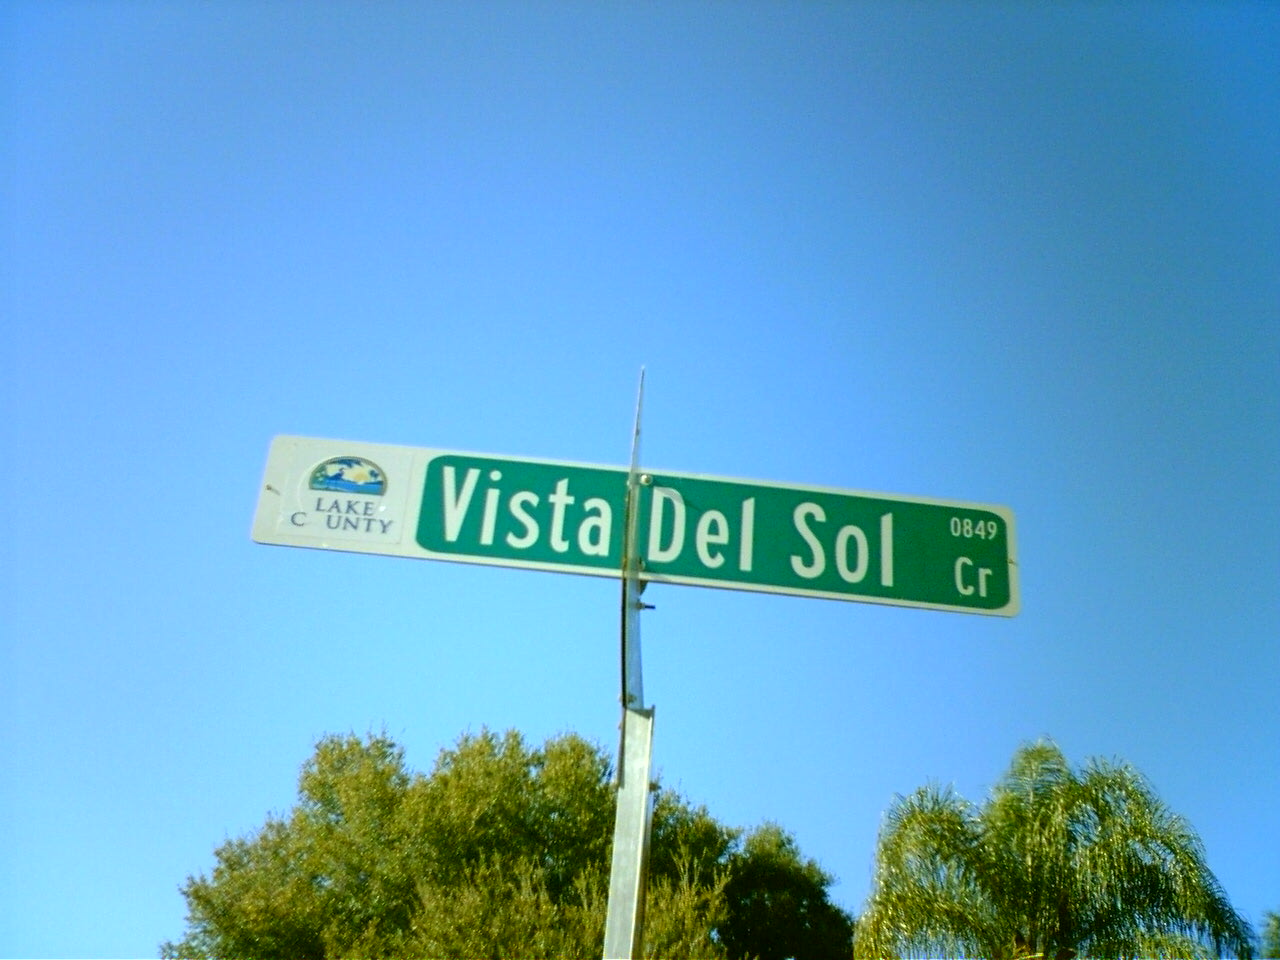 LAKE
C UNTY
Vista Del Sol
0849
Cr